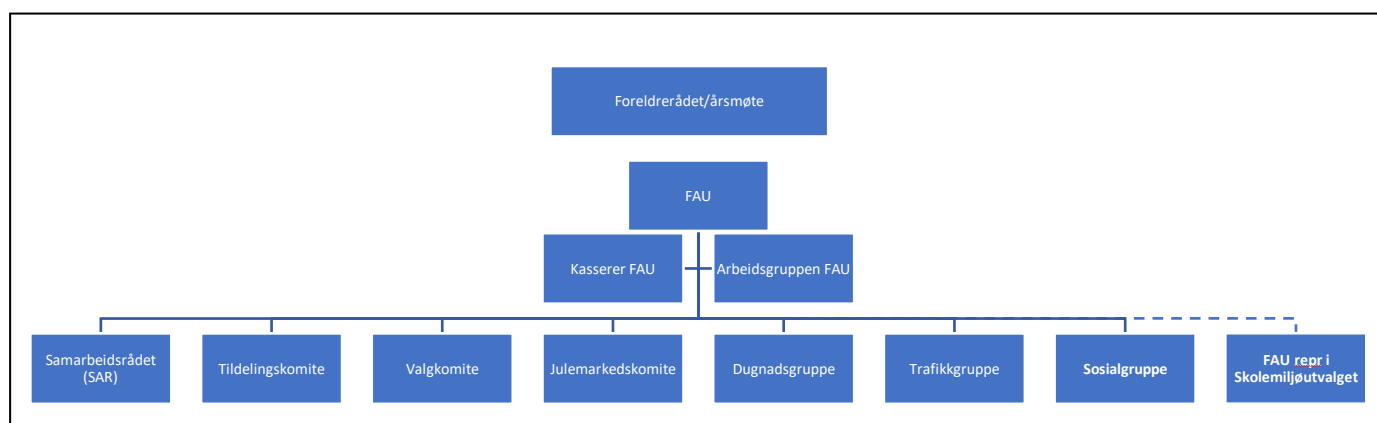 Foreldrerådet/årsmøte
FAU
Kasserer FAU
Arbeidsgruppen FAU
Samarbeidsrådet
(SAR)
Tildelingskomite
Valgkomite
Julemarkedskomite
Dugnadsgruppe
Trafikkgruppe
Sosialgruppe
FAU repr i
Skolemiljøutvalget